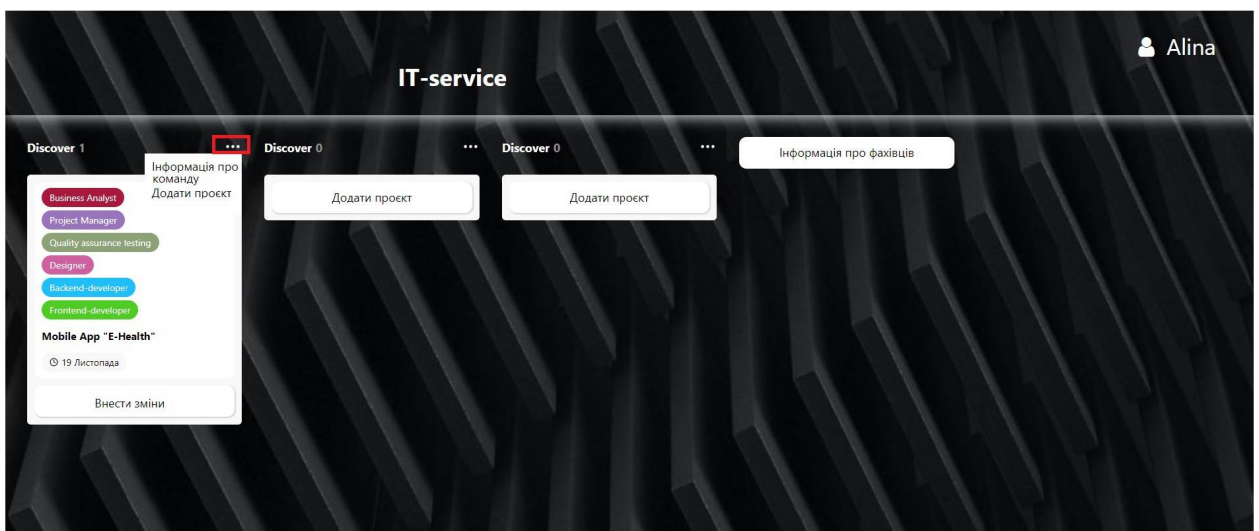 Alina
IT-service
Discover 1 •••
Інформація про
команду
Додати проєкт
Business Analyst
Project Manager
Quality assurance testing
Designer
Backend-developer
Frontend-developer
Mobile App "E-Health"
19 Листопада
Внести зміни
Discover 0 •••
Додати проєкт
Discover 0 •••
Додати проєкт
Інформація про фахівців